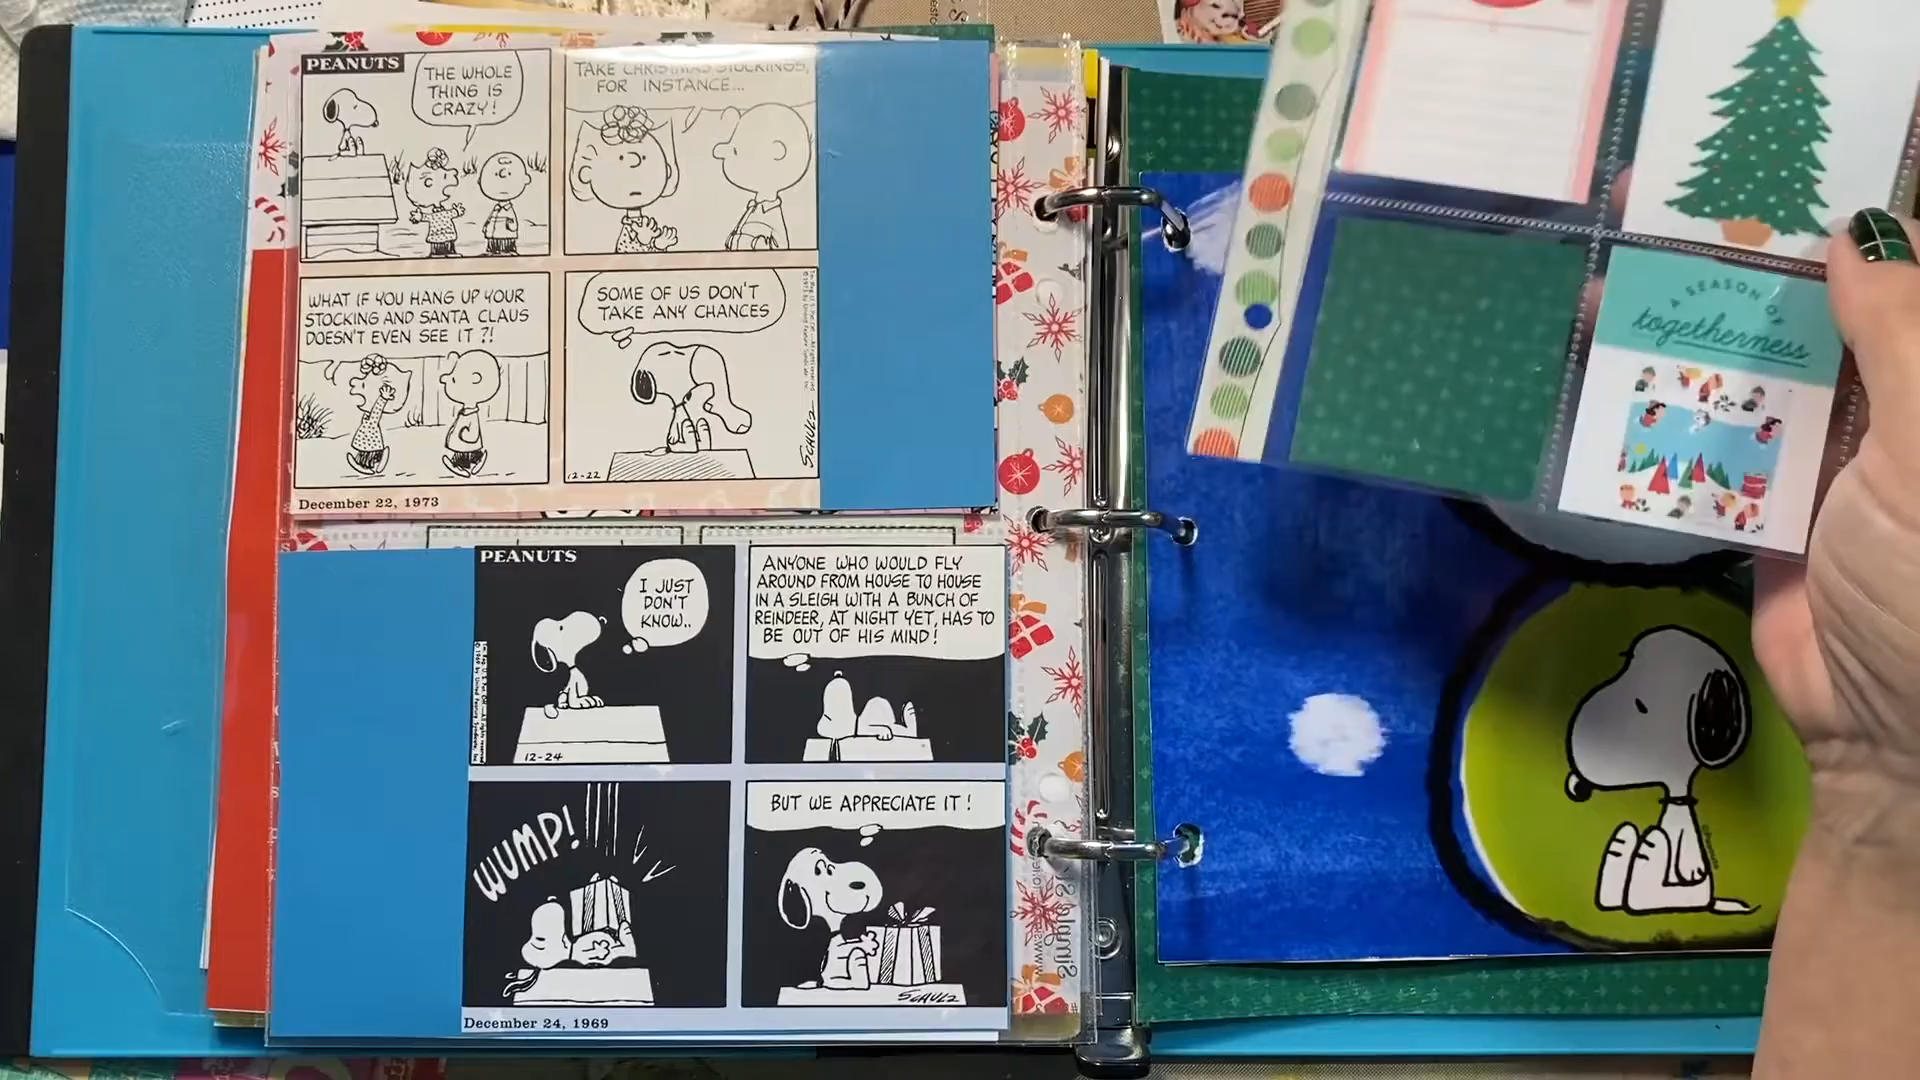 PEANUTS
THE WHOLE
THING IS
CRAZY!
TAKE CHRISTMAS STOCKINGS,
FOR INSTANCE...
WHAT IF YOU HANG UP YOUR
STOCKING AND SANTA CLAUS
DOESN'T EVEN SEE IT ?!
SOME OF US DON'T
TAKE ANY CHANCES
SCHULZ
12-22
December 22, 1973
PEANUTS
I JUST
DON'T
KNOW..
12-24
ANYONE WHO WOULD FLY
AROUND FROM HOUSE TO HOUSE
IN A SLEIGH WITH A BUNCH OF
REINDEER, AT NIGHT YET, HAS TO
BE OUT OF HIS MIND!
WUMP!
BUT WE APPRECIATE IT!
SCHULZ
December 24, 1969
A SEASON OF
togetherness